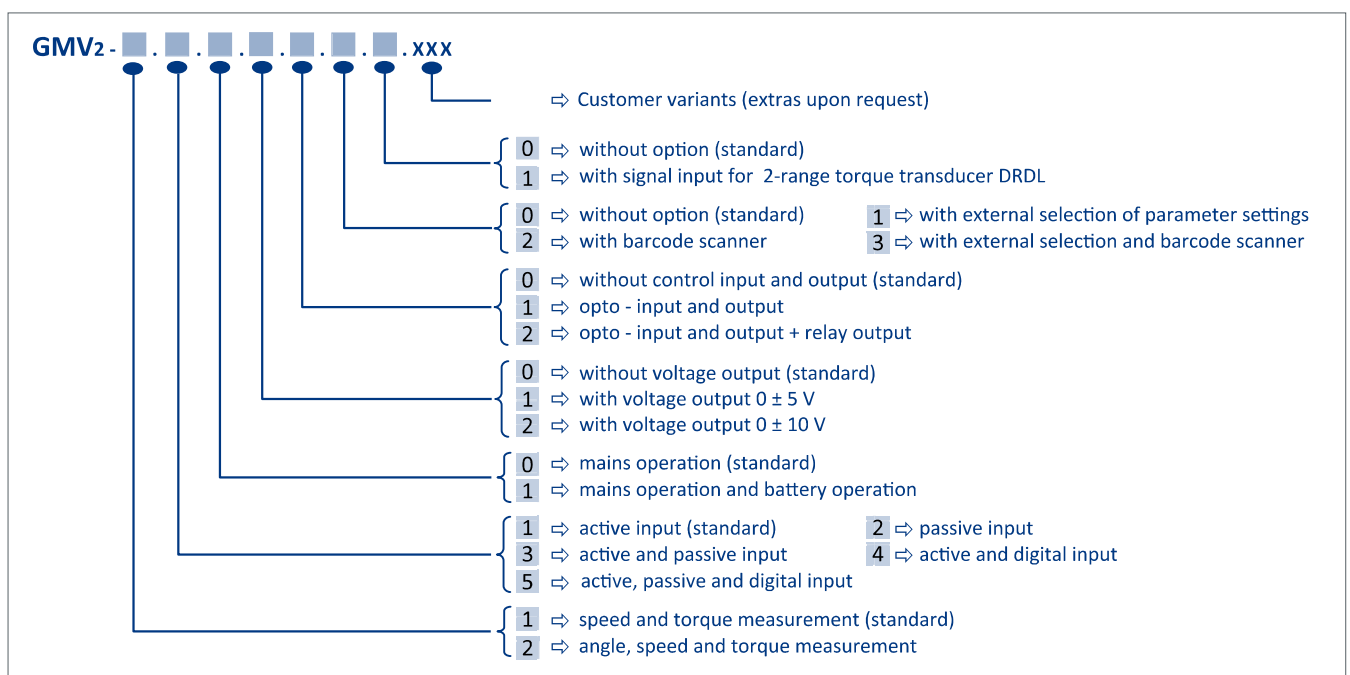 GMV2 - . . . . . . . xxx
⇨ Customer variants (extras upon request)
0 ⇨ without option (standard)
1 ⇨ with signal input for 2-range torque transducer DRDL
0 ⇨ without option (standard) 1 ⇨ with external selection of parameter settings
2 ⇨ with barcode scanner 3 ⇨ with external selection and barcode scanner
0 ⇨ without control input and output (standard)
1 ⇨ opto - input and output
2 ⇨ opto - input and output + relay output
0 ⇨ without voltage output (standard)
1 ⇨ with voltage output 0 ± 5 V
2 ⇨ with voltage output 0 ± 10 V
0 ⇨ mains operation (standard)
1 ⇨ mains operation and battery operation
1 ⇨ active input (standard) 2 ⇨ passive input
3 ⇨ active and passive input 4 ⇨ active and digital input
5 ⇨ active, passive and digital input
1 ⇨ speed and torque measurement (standard)
2 ⇨ angle, speed and torque measurement